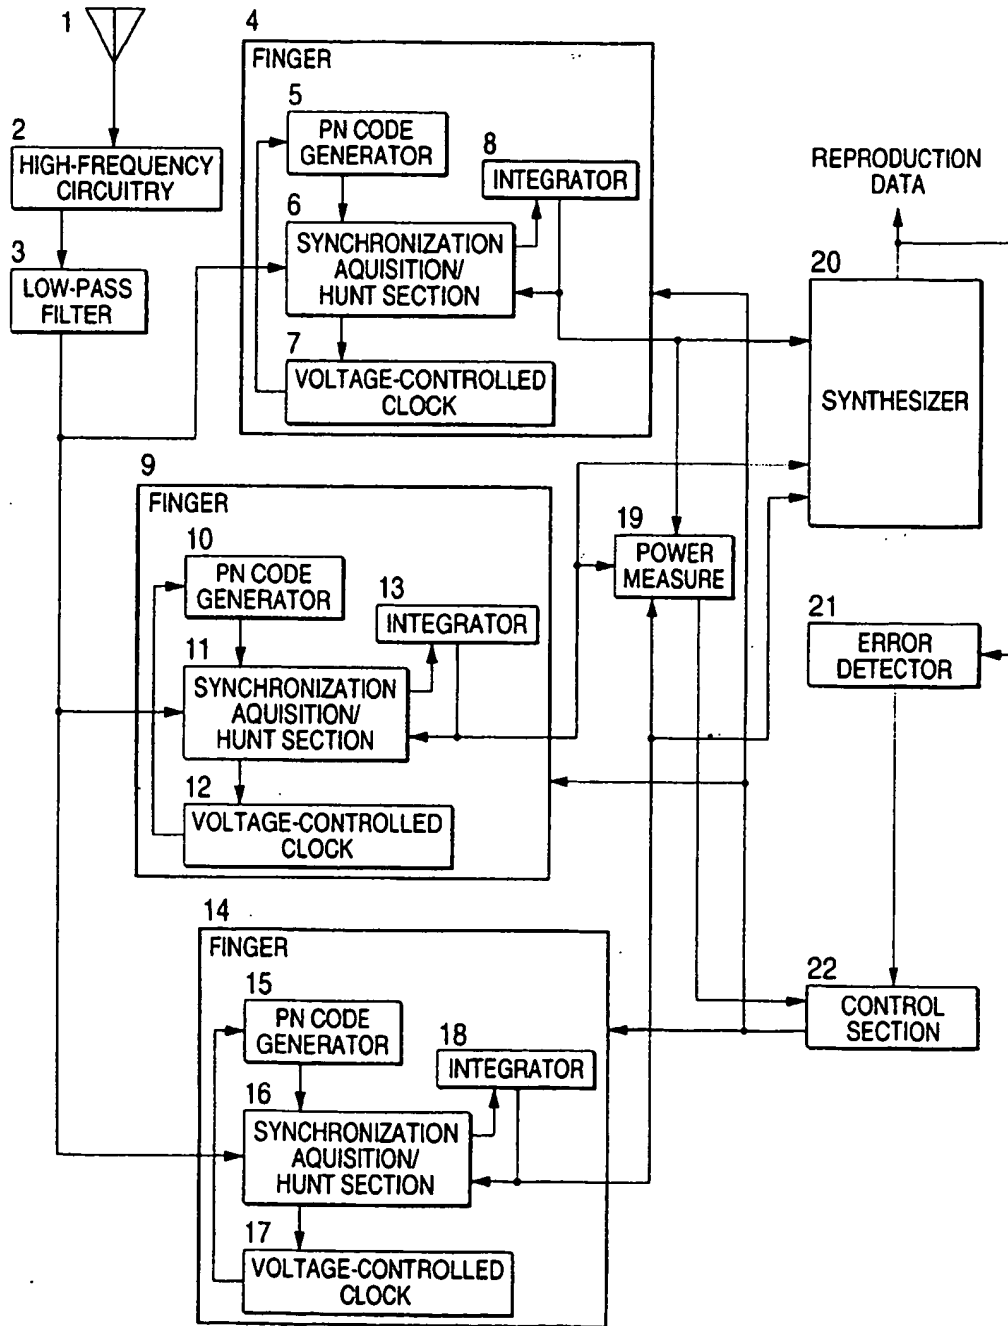 1
2
HIGH-FREQUENCY
CIRCUITRY
3
LOW-PASS
FILTER
4
FINGER
5
PN CODE
GENERATOR
6
SYNCHRONIZATION
AQUISITION/
HUNT SECTION
7
VOLTAGE-CONTROLLED
CLOCK
8
INTEGRATOR
9
FINGER
10
PN CODE
GENERATOR
11
SYNCHRONIZATION
AQUISITION/
HUNT SECTION
12
VOLTAGE-CONTROLLED
CLOCK
13
INTEGRATOR
14
FINGER
15
PN CODE
GENERATOR
16
SYNCHRONIZATION
AQUISITION/
HUNT SECTION
17
VOLTAGE-CONTROLLED
CLOCK
18
INTEGRATOR
19
POWER
MEASURE
REPRODUCTION
DATA
20
SYNTHESIZER
21
ERROR
DETECTOR
22
CONTROL
SECTION